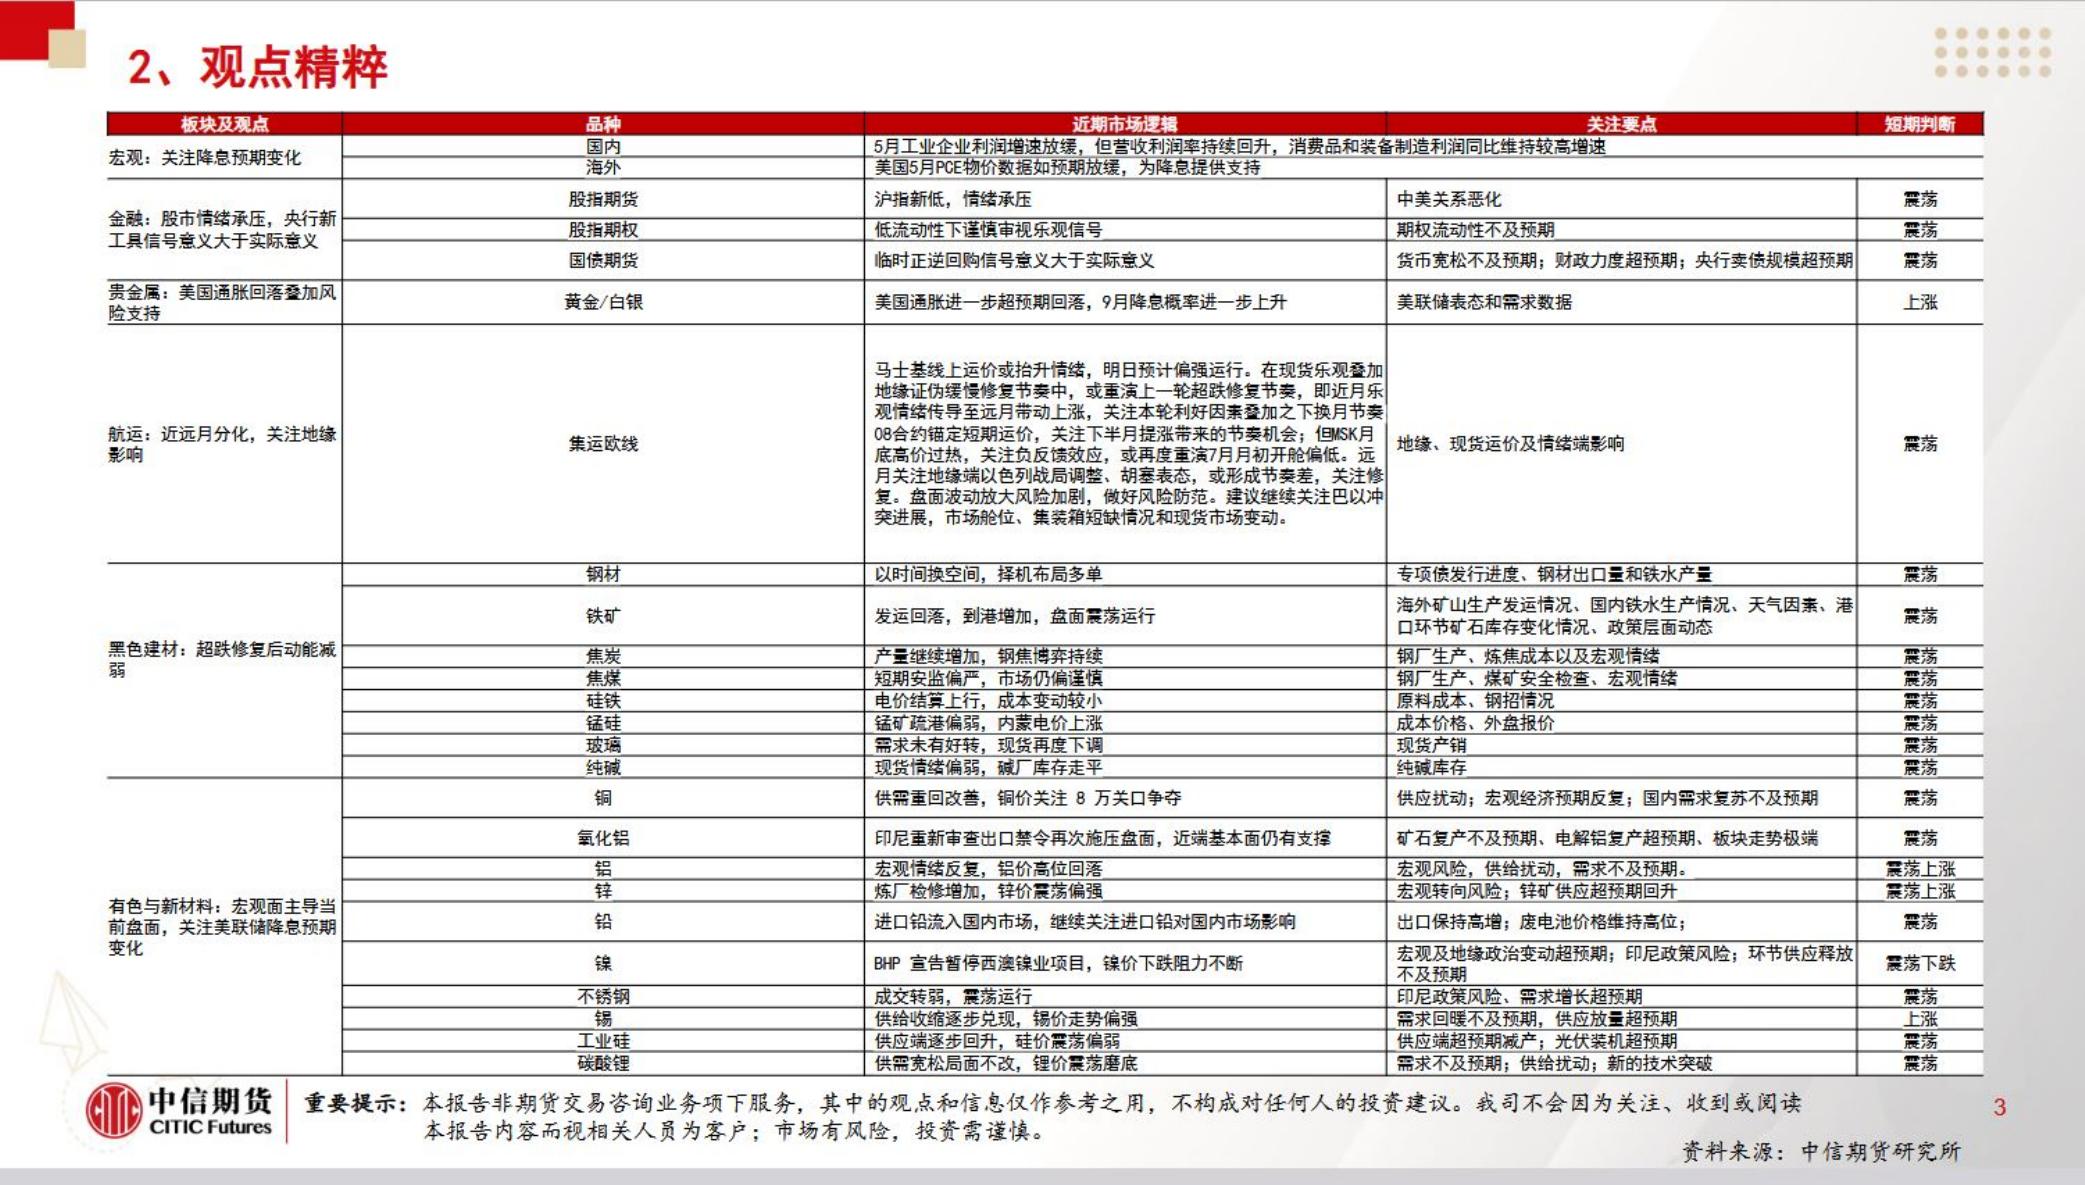 2、观点精粹
板块及观点 品种 近期市场逻辑 关注要点 短期判断
宏观：关注降息预期变化
国内 5月工业企业利润增速放缓，但营收利润率持续回升，消费品和装备制造利润同比维持较高增速
海外 美国5月PCE物价数据如预期放缓，为降息提供支持
金融：股市情绪承压，央行新
工具信号意义大于实际意义
股指期货 沪指新低，情绪承压 中美关系恶化 震荡
股指期权 低流动性下谨慎审视乐观信号 期权流动性不及预期 震荡
国债期货 临时正逆回购信号意义大于实际意义 货币宽松不及预期；财政力度超预期；央行卖债规模超预期 震荡
贵金属：美国通胀回落叠加风
险支持
黄金/白银 美国通胀进一步超预期回落，9月降息概率进一步上升 美联储表态和需求数据 上涨
航运：近远月分化，关注地缘
影响
集运欧线
马士基线上运价或抬升情绪，明日预计偏强运行。在现货乐观叠加
地缘证伪缓慢修复节奏中，或重演上一轮超跌修复节奏，即近月乐
观情绪传导至远月带动上涨，关注本轮利好因素叠加之下换月节奏
08合约锚定短期运价，关注下半月提涨带来的节奏机会；但MSK月
底高价过热，关注负反馈效应，或再度重演7月月初开舱偏低。远
月关注地缘端以色列战局调整、胡塞表态，或形成节奏差，关注修
复。盘面波动放大风险加剧，做好风险防范。建议继续关注巴以冲
突进展，市场舱位、集装箱短缺情况和现货市场变动。
地缘、现货运价及情绪端影响 震荡
黑色建材：超跌修复后动能减
弱
钢材 以时间换空间，择机布局多单 专项债发行进度、钢材出口量和铁水产量 震荡
铁矿 发运回落，到港增加，盘面震荡运行
海外矿山生产发运情况、国内铁水生产情况、天气因素、港
口环节矿石库存变化情况、政策层面动态
震荡
焦炭 产量继续增加，钢焦博弈持续 钢厂生产、炼焦成本以及宏观情绪 震荡
焦煤 短期安监偏严，市场仍偏谨慎 钢厂生产、煤矿安全检查、宏观情绪 震荡
硅铁 电价结算上行，成本变动较小 原料成本、钢招情况 震荡
锰硅 锰矿疏港偏弱，内蒙电价上涨 成本价格、外盘报价 震荡
玻璃 需求未有好转，现货再度下调 现货产销 震荡
纯碱 现货情绪偏弱，碱厂库存走平 纯碱库存 震荡
有色与新材料：宏观面主导当
前盘面，关注美联储降息预期
变化
铜 供需重回改善，铜价关注 8 万关口争夺 供应扰动；宏观经济预期反复；国内需求复苏不及预期 震荡
氧化铝 印尼重新审查出口禁令再次施压盘面，近端基本面仍有支撑 矿石复产不及预期、电解铝复产超预期、板块走势极端 震荡
铝 宏观情绪反复，铝价高位回落 宏观风险，供给扰动，需求不及预期。 震荡上涨
锌 炼厂检修增加，锌价震荡偏强 宏观转向风险；锌矿供应超预期回升 震荡上涨
铅 进口铅流入国内市场，继续关注进口铅对国内市场影响 出口保持高增；废电池价格维持高位； 震荡
镍 BHP 宣告暂停西澳镍业项目，镍价下跌阻力不断
宏观及地缘政治变动超预期；印尼政策风险；环节供应释放
不及预期
震荡下跌
不锈钢 成交转弱，震荡运行 印尼政策风险、需求增长超预期 震荡
锡 供给收缩逐步兑现，锡价走势偏强 需求回暖不及预期，供应放量超预期 上涨
工业硅 供应端逐步回升，硅价震荡偏弱 供应端超预期减产；光伏装机超预期 震荡
碳酸锂 供需宽松局面不改，锂价震荡磨底 需求不及预期；供给扰动；新的技术突破 震荡
中信期货
CITIC Futures
重要提示：本报告非期货交易咨询业务项下服务，其中的观点和信息仅作参考之用，不构成对任何人的投资建议。我司不会因为关注、收到或阅读
本报告内容而视相关人员为客户；市场有风险，投资需谨慎。
3
资料来源：中信期货研究所